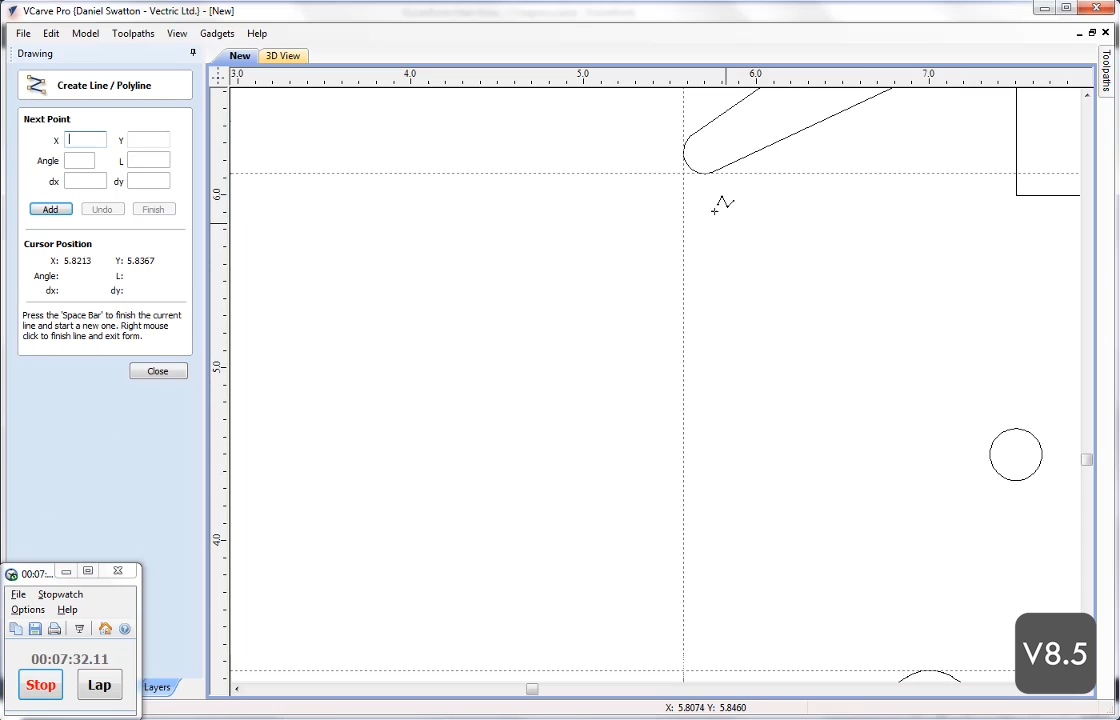 VCarve Pro {Daniel Swatton - Vectric Ltd.} - [New]
File Edit Model Toolpaths View Gadgets Help
Drawing
New 3D View
Toolpaths
Create Line / Polyline
3.0 4.0 5.0 6.0 7.0
Next Point
X Y
Angle L
dx dy
Add Undo Finish
6.0
Cursor Position
X: 5.8213 Y: 5.8367
Angle: L:
dx: dy:
Press the 'Space Bar' to finish the current
line and start a new one. Right mouse
click to finish line and exit form.
Close
5.0
4.0
00:07:...
File Stopwatch
Options Help
00:07:32.11
Stop Lap
Layers
V8.5
X: 5.8074 Y: 5.8460